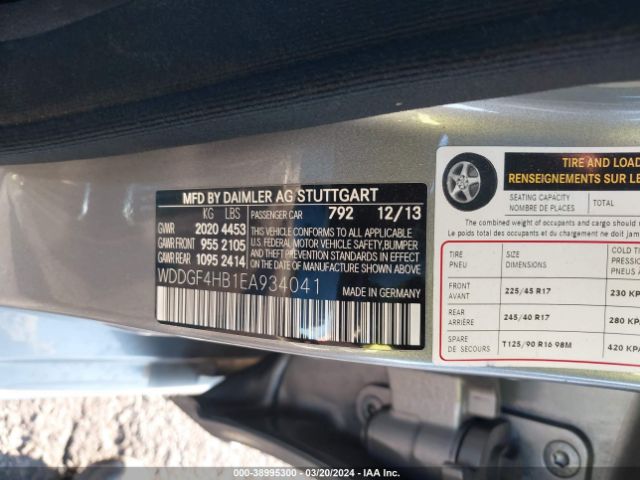 MFD BY DAIMLER AG STUTTGART
KG LBS PASSENGER CAR 792 12/13
GVWR 2020 4453
GAWR FRONT 955 2105
GAWR REAR 1095 2414
THIS VEHICLE CONFORMS TO ALL APPLICABLE
U.S. FEDERAL MOTOR VEHICLE SAFETY, BUMPER
AND THEFT PREVENTION STANDARDS IN EFFECT
ON DATE OF MANUFACTURE SHOWN ABOVE.
WDDGF4HB1EA934041
MADE IN GERMANY
TIRE AND LOAD
RENSEIGNEMENTS SUR LE
SEATING CAPACITY
NOMBRE DE PLACES
TOTAL
The combined weight of occupants and cargo should
Le poids total des occupants et du chargement ne doit jam
TIRE
PNEU
SIZE
DIMENSIONS
COLD TI
PRESSION
FRONT
AVANT
225/45 R17
230 KP
REAR
ARRIÈRE
245/40 R17
280 KP
SPARE
DE SECOURS
T125/90 R16 98M
420 KPA
000-38995300 — 03/20/2024 — IAA Inc.